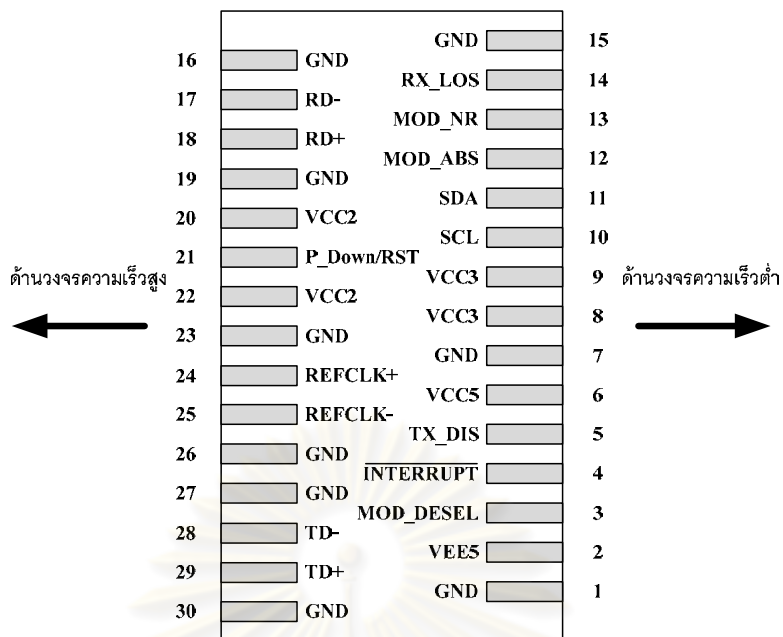 GND 15
16 GND
RX_LOS 14
17 RD-
MOD_NR 13
18 RD+
MOD_ABS 12
19 GND
SDA 11
20 VCC2
SCL 10
21 P_Down/RST
ด้านวงจรความเร็วสูง
VCC3 9
ด้านวงจรความเร็วต่ำ
22 VCC2
VCC3 8
23 GND
GND 7
24 REFCLK+
VCC5 6
25 REFCLK-
TX_DIS 5
26 GND
INTERRUPT 4
27 GND
MOD_DESEL 3
28 TD-
VEE5 2
29 TD+
GND 1
30 GND